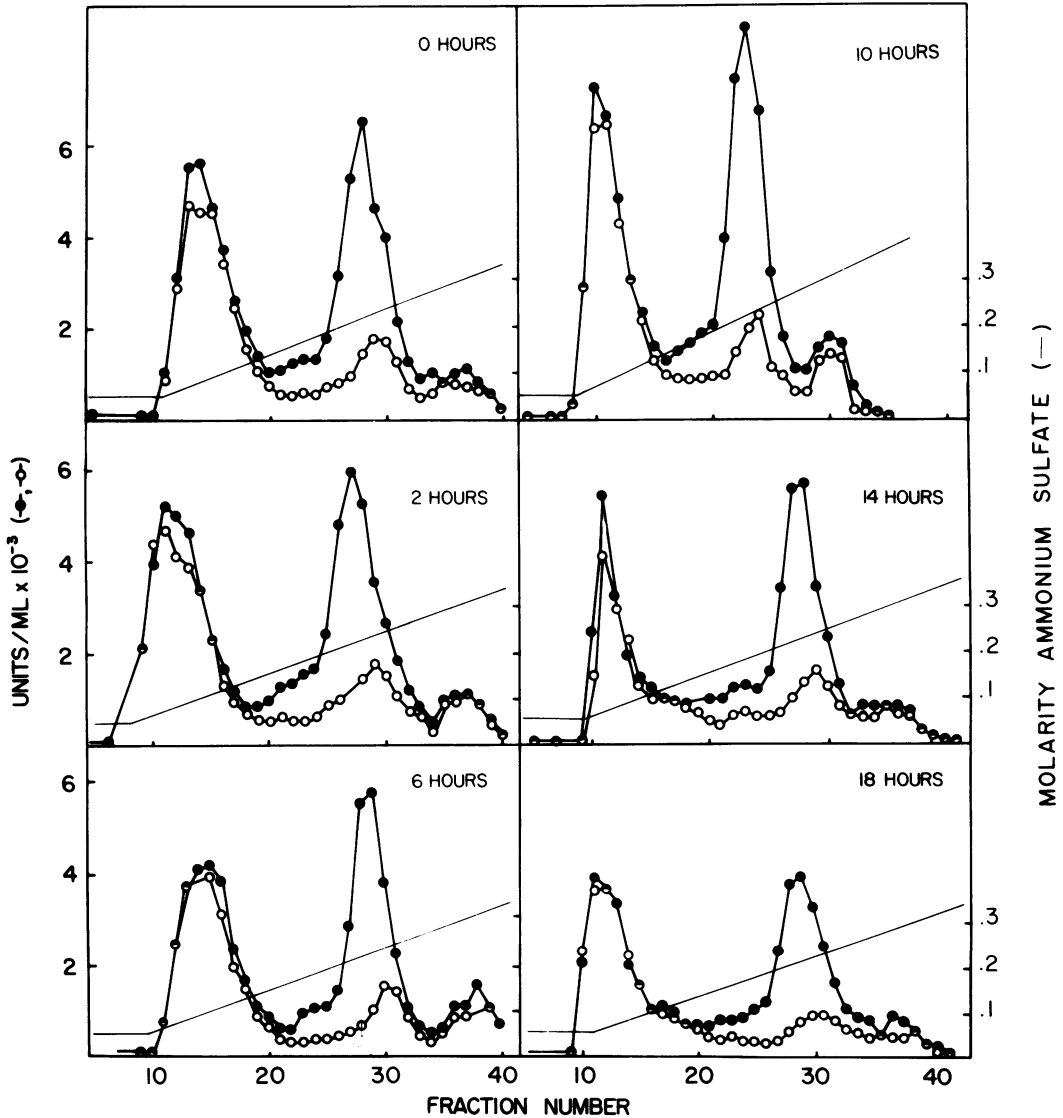 0 HOURS
10 HOURS
6
4
2
.3
.2
.1
2 HOURS
14 HOURS
6
4
2
.3
.2
.1
6 HOURS
18 HOURS
6
4
2
.3
.2
.1
10 20 30 40
10 20 30 40
FRACTION NUMBER
UNITS/ML x 10⁻³ (-●-,-○-)
MOLARITY AMMONIUM SULFATE (—)